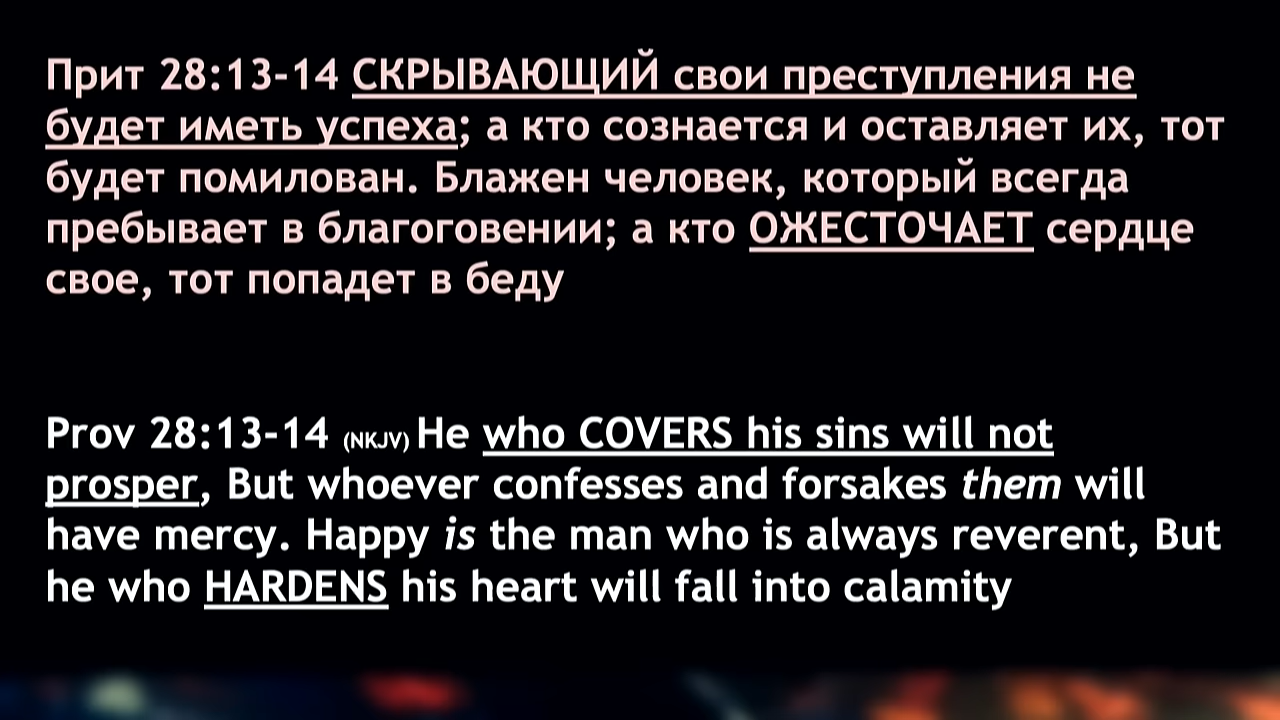 Прит 28:13-14 СКРЫВАЮЩИЙ свои преступления не
будет иметь успеха; а кто сознается и оставляет их, тот
будет помилован. Блажен человек, который всегда
пребывает в благоговении; а кто ОЖЕСТОЧАЕТ сердце
свое, тот попадет в беду
Prov 28:13-14 (NKJV) He who COVERS his sins will not
prosper, But whoever confesses and forsakes them will
have mercy. Happy is the man who is always reverent, But
he who HARDENS his heart will fall into calamity